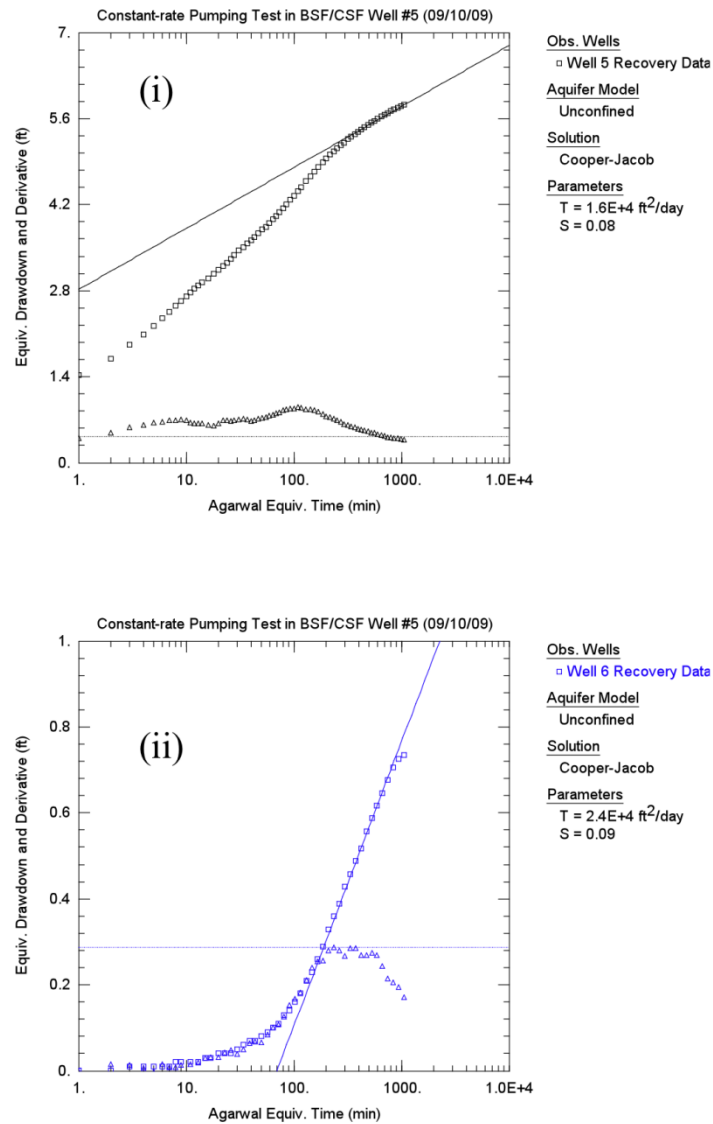 Constant-rate Pumping Test in BSF/CSF Well #5 (09/10/09)
(i)
7.
5.6
4.2
2.8
1.4
0.
Equiv. Drawdown and Derivative (ft)
1.
10.
100.
1000.
1.0E+4
Agarwal Equiv. Time (min)
Obs. Wells
Well 5 Recovery Data
Aquifer Model
Unconfined
Solution
Cooper-Jacob
Parameters
T = 1.6E+4 ft²/day
S = 0.08
Constant-rate Pumping Test in BSF/CSF Well #5 (09/10/09)
(ii)
1.
0.8
0.6
0.4
0.2
0.
Equiv. Drawdown and Derivative (ft)
1.
10.
100.
1000.
1.0E+4
Agarwal Equiv. Time (min)
Obs. Wells
Well 6 Recovery Data
Aquifer Model
Unconfined
Solution
Cooper-Jacob
Parameters
T = 2.4E+4 ft²/day
S = 0.09